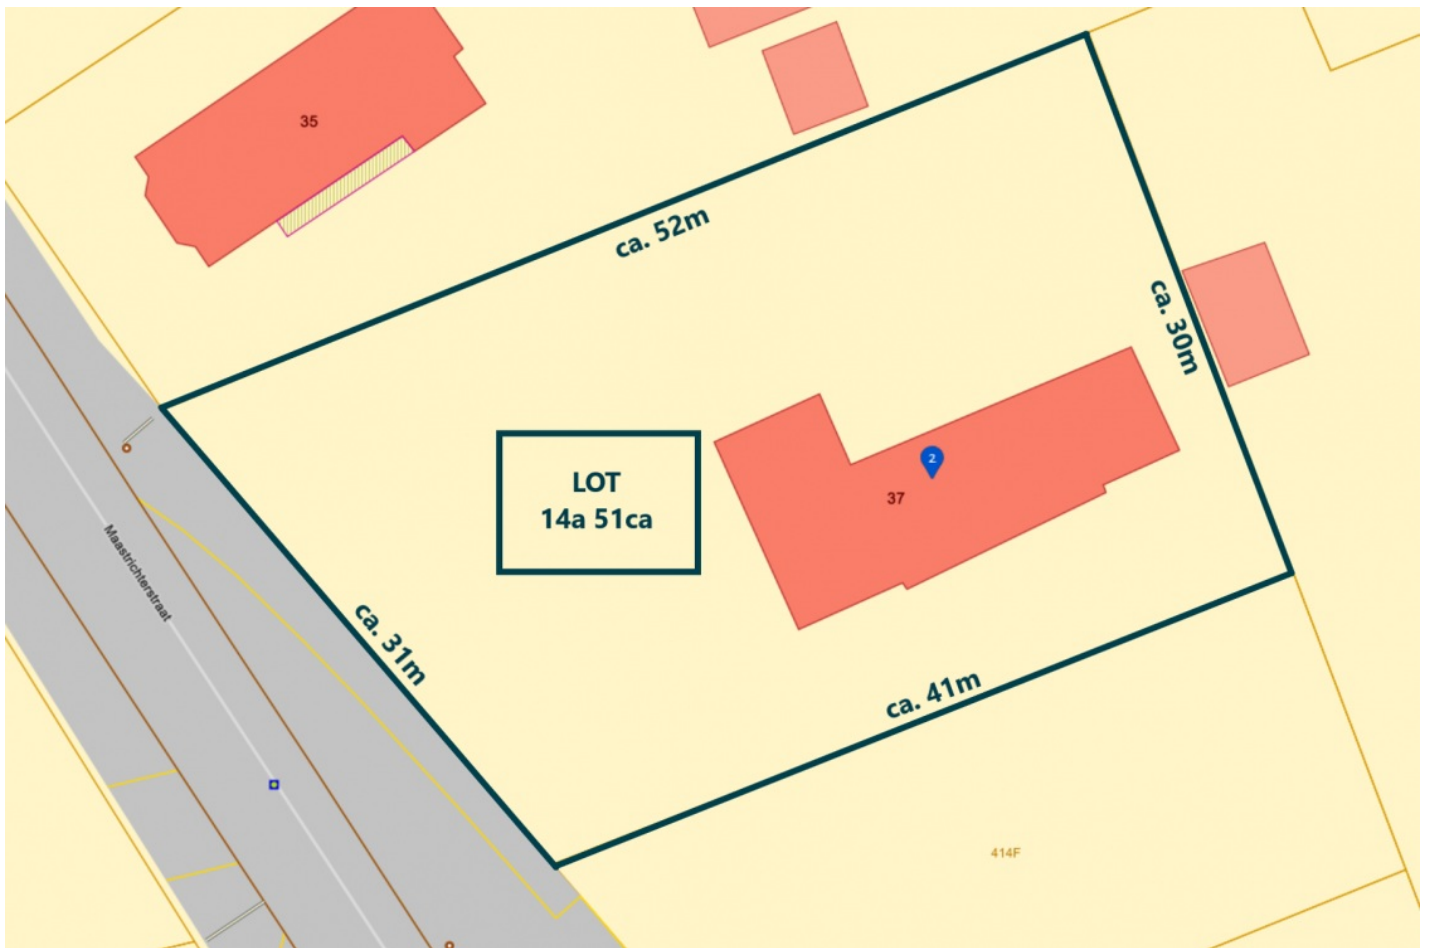 35
ca. 52m
ca. 30m
LOT
14a 51ca
2
37
Maastrichterstraat
ca. 31m
ca. 41m
414F